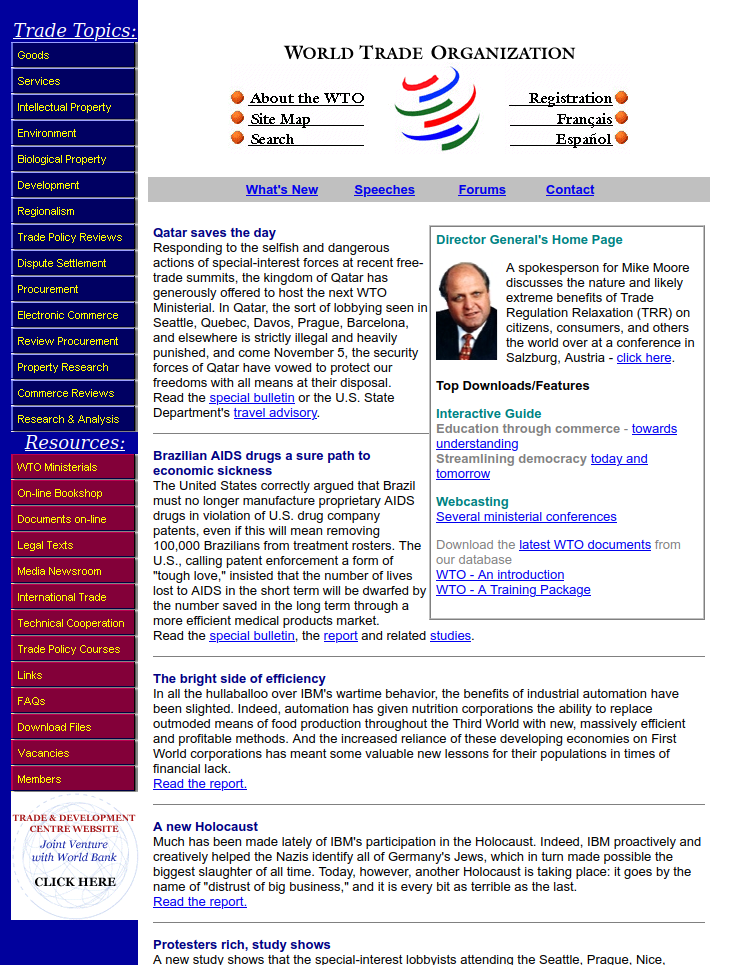 Trade Topics:
Goods
Services
Intellectual Property
Environment
Biological Property
Development
Regionalism
Trade Policy Reviews
Dispute Settlement
Procurement
Electronic Commerce
Review Procurement
Property Research
Commerce Reviews
Research & Analysis
Resources:
WTO Ministerials
On-line Bookshop
Documents on-line
Legal Texts
Media Newsroom
International Trade
Technical Cooperation
Trade Policy Courses
Links
FAQs
Download Files
Vacancies
Members
TRADE & DEVELOPMENT
CENTRE WEBSITE
Joint Venture
with World Bank
CLICK HERE
WORLD TRADE ORGANIZATION
About the WTO
Site Map
Search
Registration
Français
Español
What's New Speeches Forums Contact
Qatar saves the day
Responding to the selfish and dangerous
actions of special-interest forces at recent free-
trade summits, the kingdom of Qatar has
generously offered to host the next WTO
Ministerial. In Qatar, the sort of lobbying seen in
Seattle, Quebec, Davos, Prague, Barcelona,
and elsewhere is strictly illegal and heavily
punished, and come November 5, the security
forces of Qatar have vowed to protect our
freedoms with all means at their disposal.
Read the special bulletin or the U.S. State
Department's travel advisory.
Brazilian AIDS drugs a sure path to
economic sickness
The United States correctly argued that Brazil
must no longer manufacture proprietary AIDS
drugs in violation of U.S. drug company
patents, even if this will mean removing
100,000 Brazilians from treatment rosters. The
U.S., calling patent enforcement a form of
"tough love," insisted that the number of lives
lost to AIDS in the short term will be dwarfed by
the number saved in the long term through a
more efficient medical products market.
Read the special bulletin, the report and related studies.
Director General's Home Page
A spokesperson for Mike Moore
discusses the nature and likely
extreme benefits of Trade
Regulation Relaxation (TRR) on
citizens, consumers, and others
the world over at a conference in
Salzburg, Austria - click here.
Top Downloads/Features
Interactive Guide
Education through commerce - towards
understanding
Streamlining democracy today and
tomorrow
Webcasting
Several ministerial conferences
Download the latest WTO documents from
our database
WTO - An introduction
WTO - A Training Package
The bright side of efficiency
In all the hullaballoo over IBM's wartime behavior, the benefits of industrial automation have
been slighted. Indeed, automation has given nutrition corporations the ability to replace
outmoded means of food production throughout the Third World with new, massively efficient
and profitable methods. And the increased reliance of these developing economies on First
World corporations has meant some valuable new lessons for their populations in times of
financial lack.
Read the report.
A new Holocaust
Much has been made lately of IBM's participation in the Holocaust. Indeed, IBM proactively and
creatively helped the Nazis identify all of Germany's Jews, which in turn made possible the
biggest slaughter of all time. Today, however, another Holocaust is taking place: it goes by the
name of "distrust of big business," and it is every bit as terrible as the last.
Read the report.
Protesters rich, study shows
A new study shows that the special-interest lobbyists attending the Seattle, Prague, Nice,